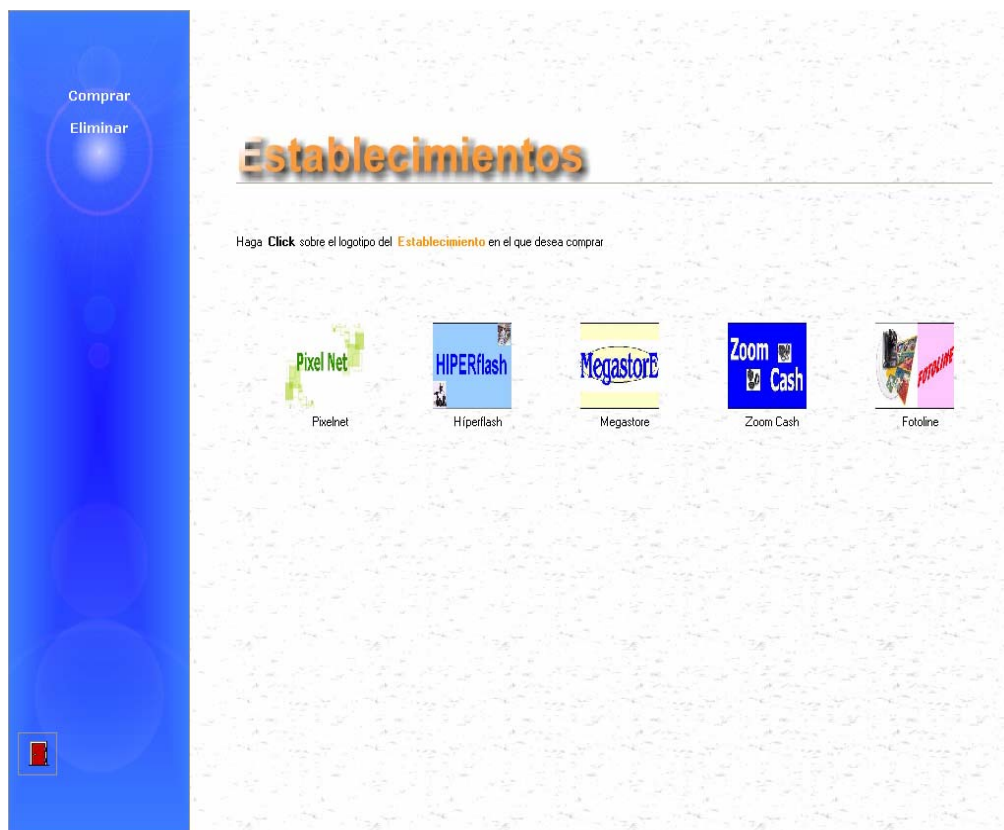 Comprar
Eliminar
Establecimientos
Haga Click sobre el logotipo del Establecimiento en el que desea comprar
Pixel Net
HIPERflash
MegastorE
Zoom
Cash
FOTOLINE
Pixelnet
Híperflash
Megastore
Zoom Cash
Fotoline